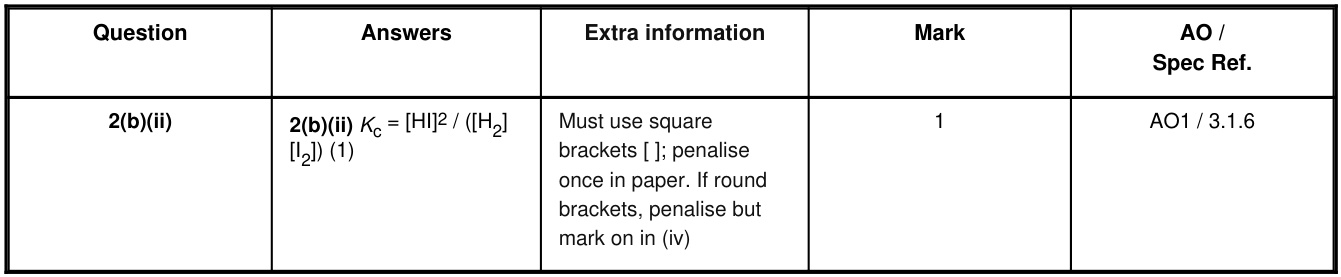 Question Answers Extra information Mark AO /
Spec Ref.
2(b)(ii) 2(b)(ii) Kc = [HI]2 / ([H2]
[I2]) (1)
Must use square
brackets [ ]; penalise
once in paper. If round
brackets, penalise but
mark on in (iv)
1 AO1 / 3.1.6